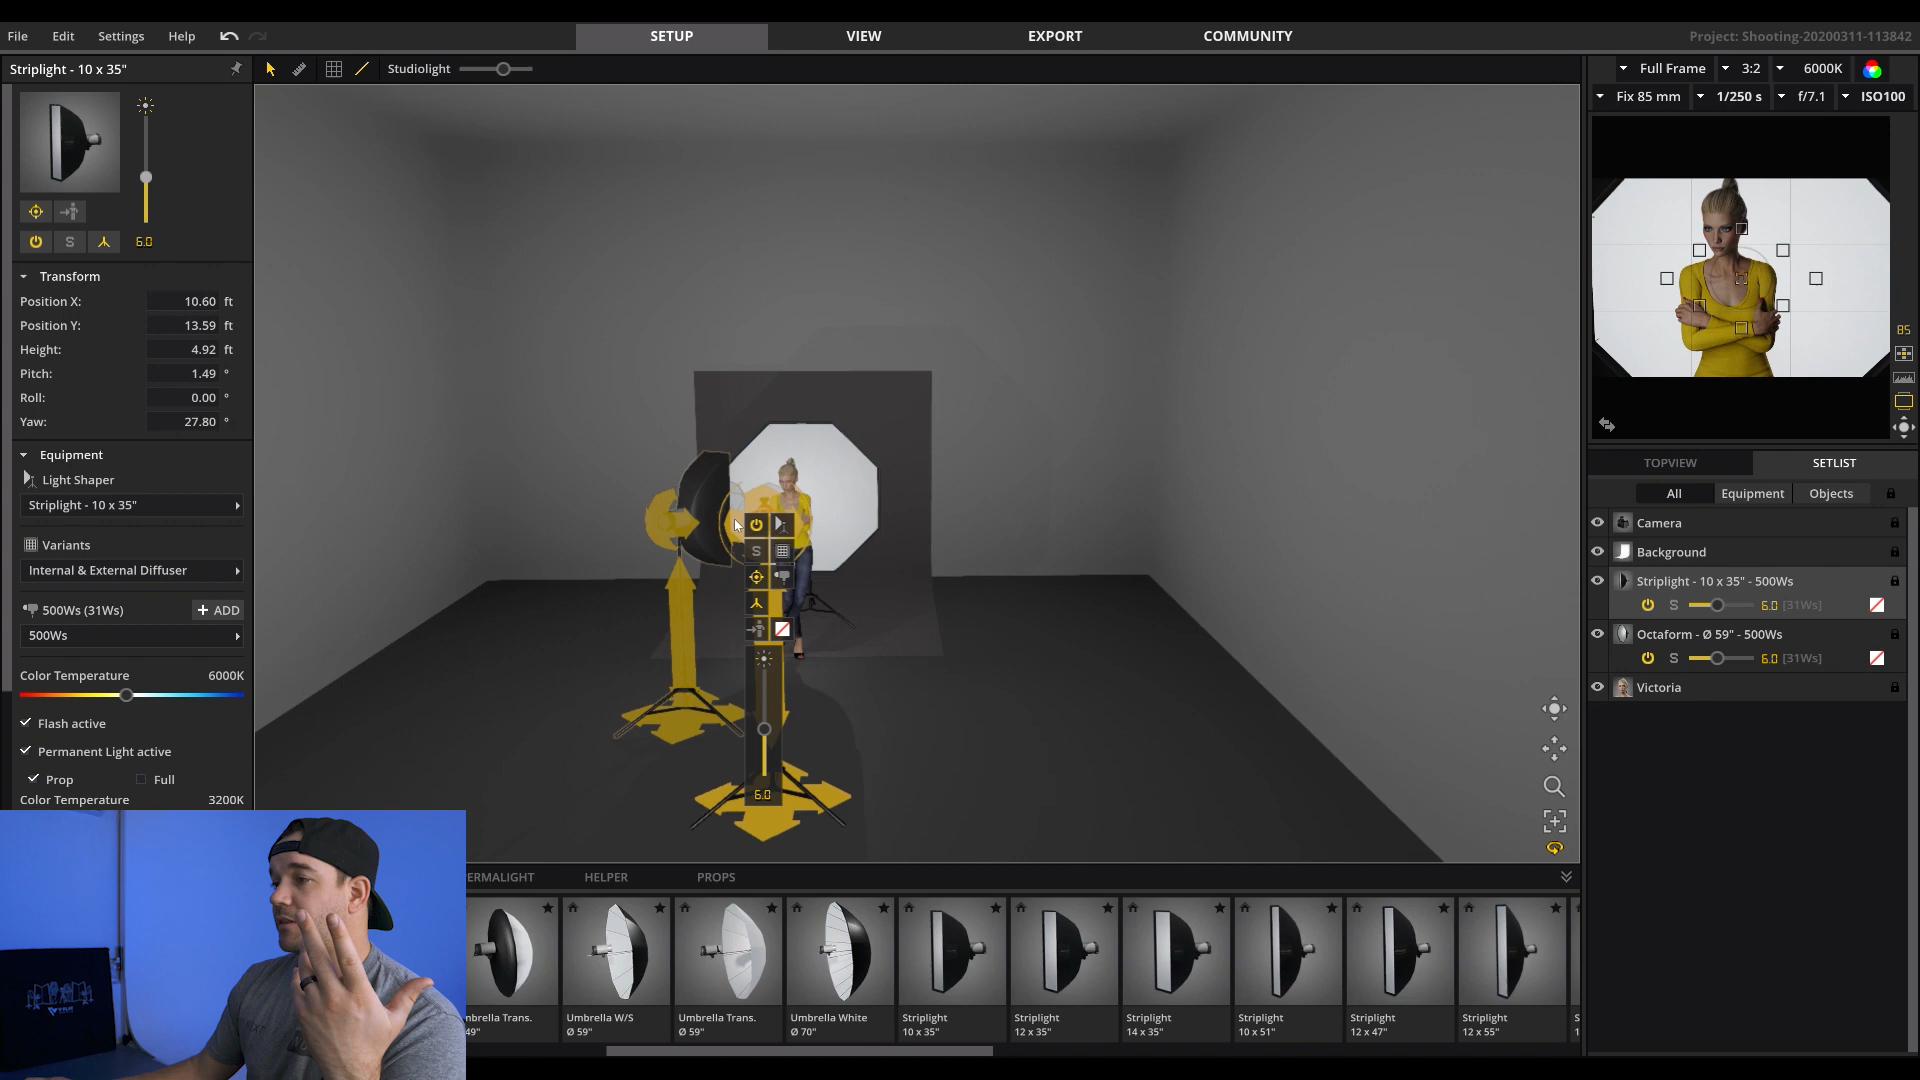 File Edit Settings Help
SETUP VIEW EXPORT COMMUNITY
Project: Shooting-20200311-113842
Striplight - 10 x 35"
Studiolight
Full Frame 3:2 6000K
Fix 85 mm 1/250 s f/7.1 ISO100
S 6.0
Transform
Position X: 10.60 ft
Position Y: 13.59 ft
Height: 4.92 ft
Pitch: 1.49 °
Roll: 0.00 °
Yaw: 27.80 °
Equipment
Light Shaper
Striplight - 10 x 35"
Variants
Internal & External Diffuser
500Ws (31Ws) + ADD
500Ws
Color Temperature 6000K
Flash active
Permanent Light active
Prop Full
Color Temperature 3200K
S
6.0
85
TOPVIEW SETLIST
All Equipment Objects
Camera
Background
Striplight - 10 x 35" - 500Ws
S 6.0 [31Ws]
Octaform - Ø 59" - 500Ws
S 6.0 [31Ws]
Victoria
ERMALIGHT HELPER PROPS
mbrella Trans.
49"
Umbrella W/S
Ø 59"
Umbrella Trans.
Ø 59"
Umbrella White
Ø 70"
Striplight
10 x 35"
Striplight
12 x 35"
Striplight
14 x 35"
Striplight
10 x 51"
Striplight
12 x 47"
Striplight
12 x 55"